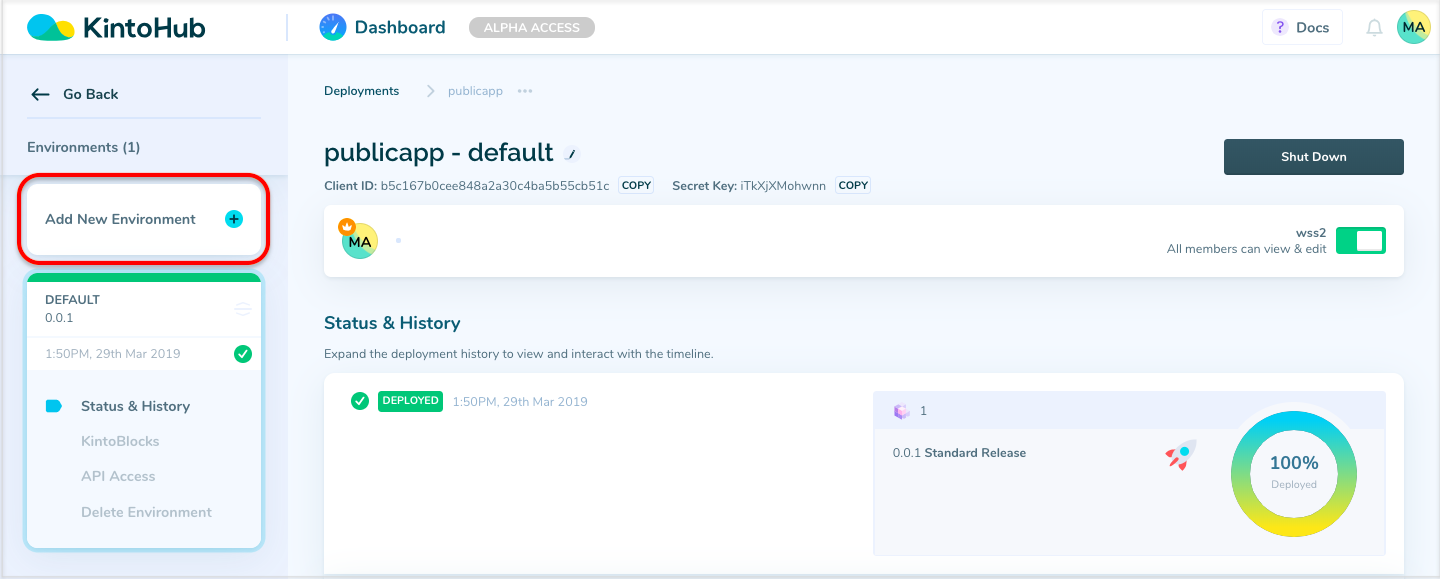 KintoHub
Dashboard
ALPHA ACCESS
? Docs
MA
Go Back
Environments (1)
Add New Environment
DEFAULT
0.0.1
1:50PM, 29th Mar 2019
Status & History
KintoBlocks
API Access
Delete Environment
Deployments
publicapp
publicapp - default
Shut Down
Client ID: b5c167b0cee848a2a30c4ba5b55cb51c COPY Secret Key: iTkXjXMohwnn COPY
MA
wss2
All members can view & edit
Status & History
Expand the deployment history to view and interact with the timeline.
DEPLOYED 1:50PM, 29th Mar 2019
1
0.0.1 Standard Release
100%
Deployed